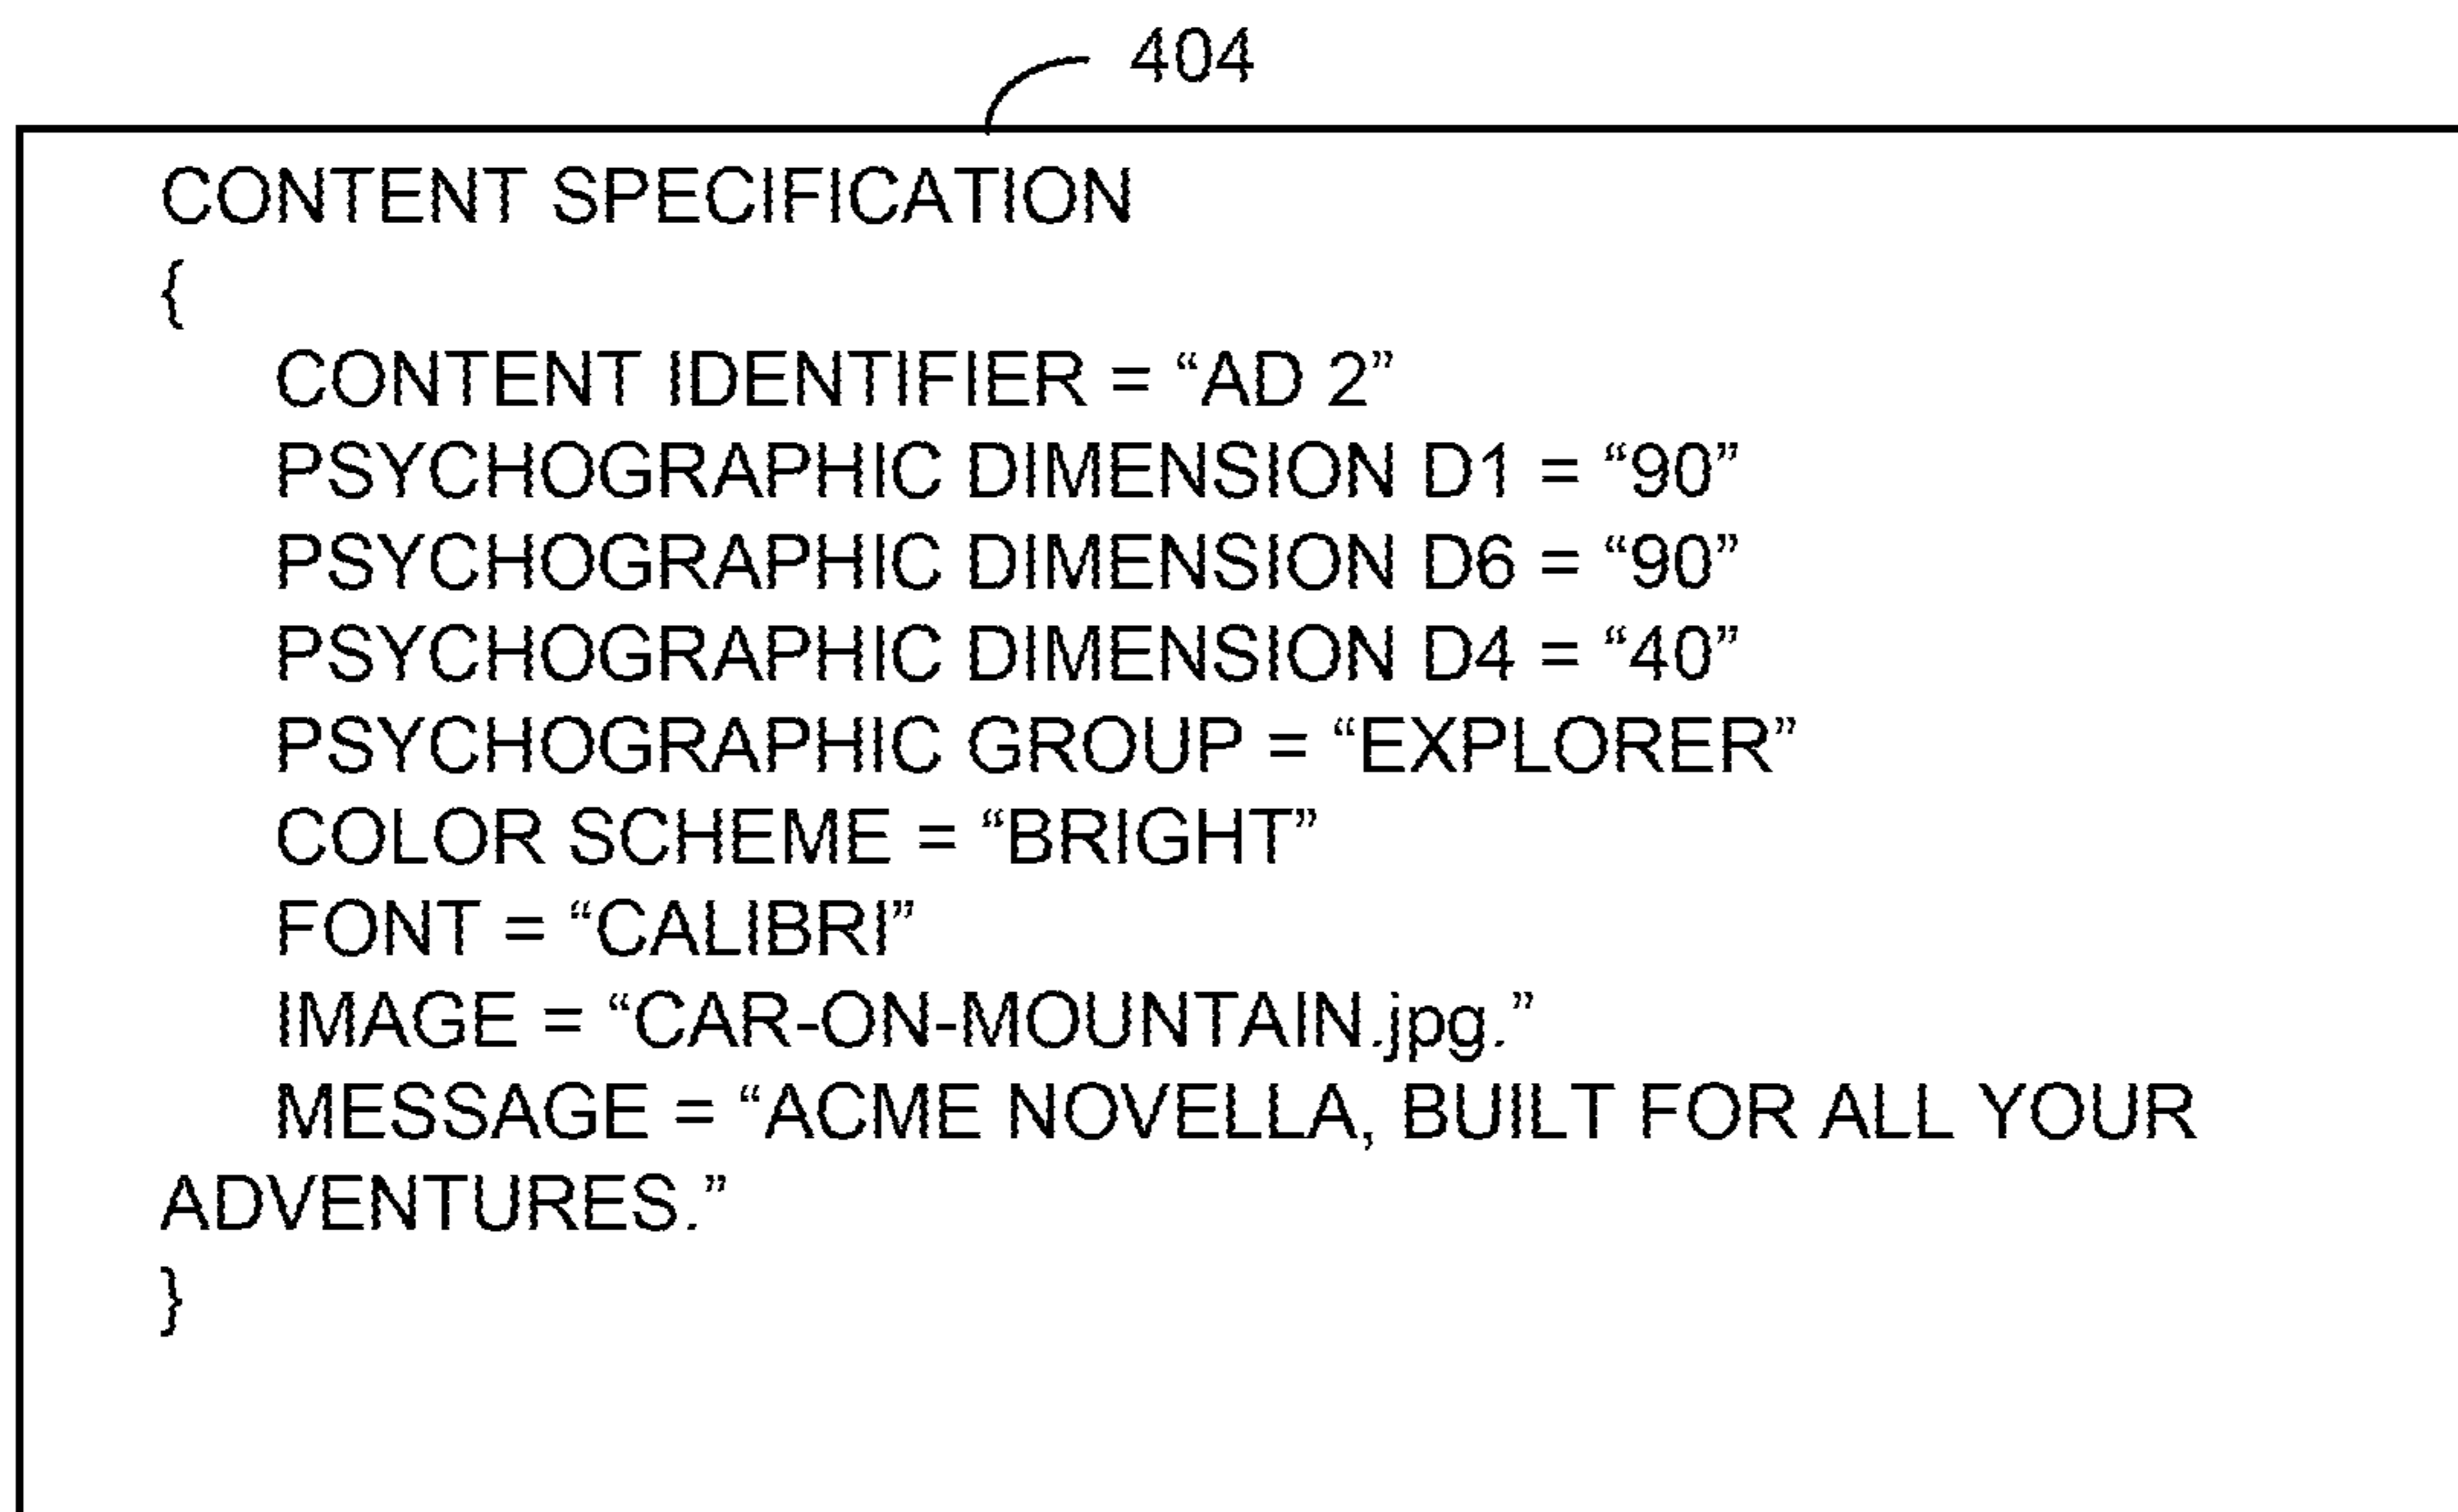 404
CONTENT SPECIFICATION
{
CONTENT IDENTIFIER = “AD 2”
PSYCHOGRAPHIC DIMENSION D1 = “90”
PSYCHOGRAPHIC DIMENSION D6 = “90”
PSYCHOGRAPHIC DIMENSION D4 = “40”
PSYCHOGRAPHIC GROUP = “EXPLORER”
COLOR SCHEME = “BRIGHT”
FONT = “CALIBRI”
IMAGE = “CAR-ON-MOUNTAIN.jpg.”
MESSAGE = “ACME NOVELLA, BUILT FOR ALL YOUR
ADVENTURES.”
}